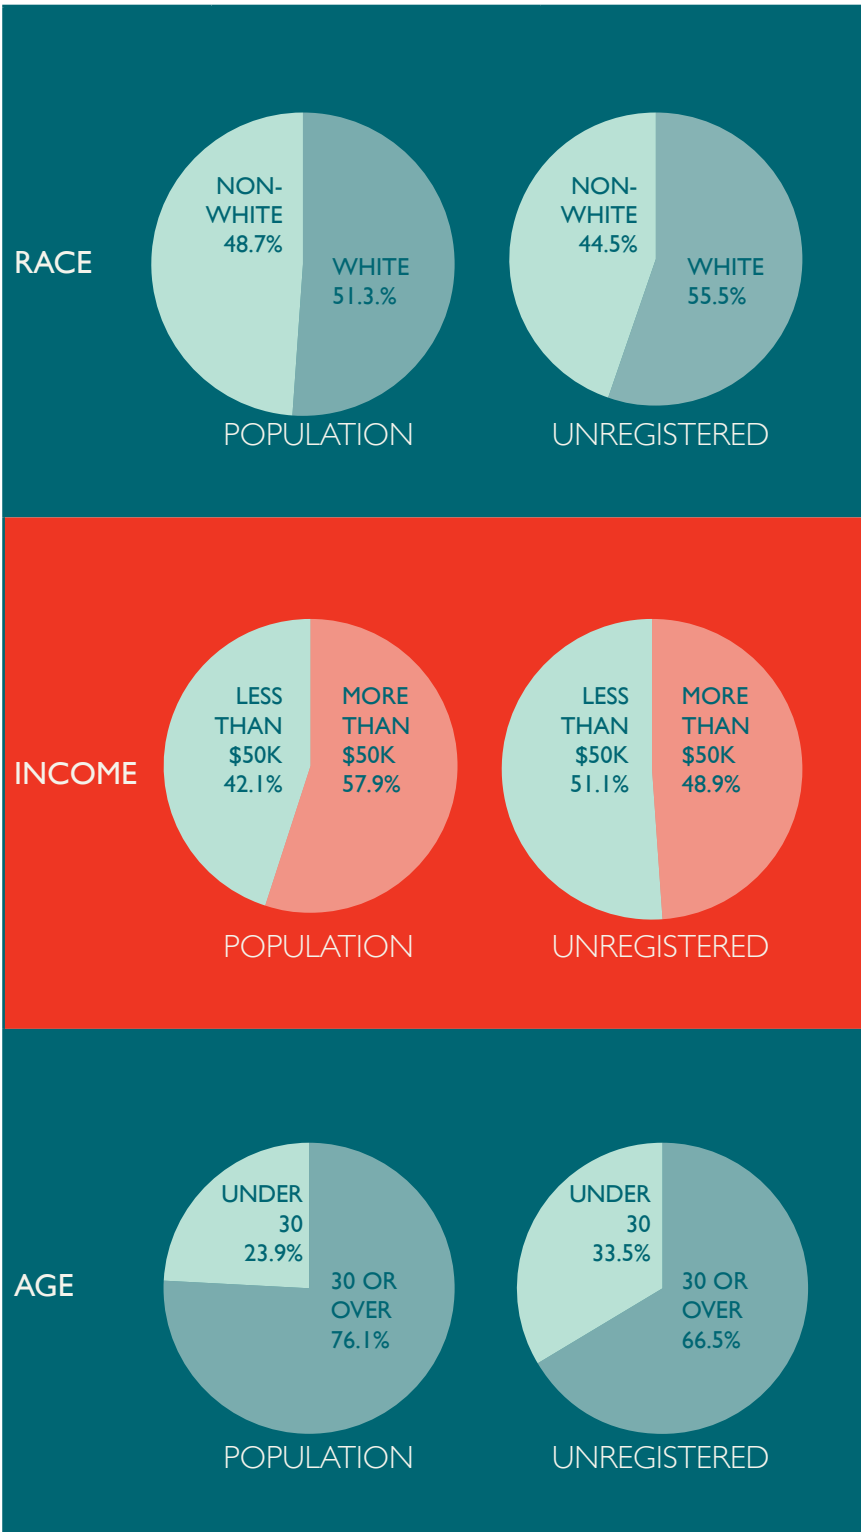 RACE
NON-
WHITE
48.7%
WHITE
51.3.%
POPULATION
NON-
WHITE
44.5%
WHITE
55.5%
UNREGISTERED
INCOME
LESS
THAN
$50K
42.1%
MORE
THAN
$50K
57.9%
POPULATION
LESS
THAN
$50K
51.1%
MORE
THAN
$50K
48.9%
UNREGISTERED
AGE
UNDER
30
23.9%
30 OR
OVER
76.1%
POPULATION
UNDER
30
33.5%
30 OR
OVER
66.5%
UNREGISTERED